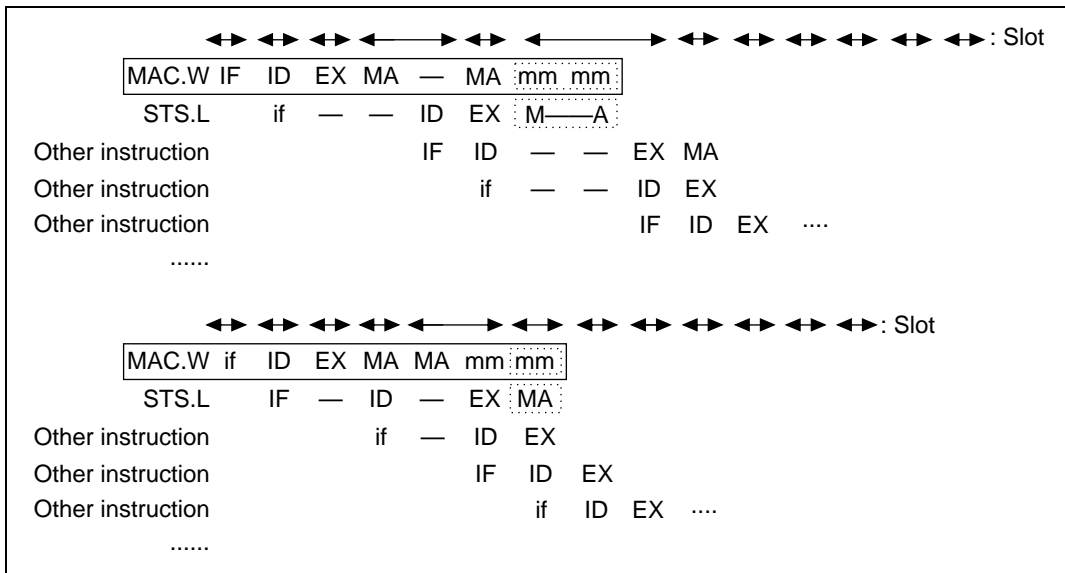 : Slot
MAC.W IF ID EX MA — MA mm mm
STS.L if — — ID EX M——A
Other instruction IF ID — — EX MA
Other instruction if — — ID EX
Other instruction IF ID EX ....
......
: Slot
MAC.W if ID EX MA MA mm mm
STS.L IF — ID — EX MA
Other instruction if — ID EX
Other instruction IF ID EX
Other instruction if ID EX ....
......